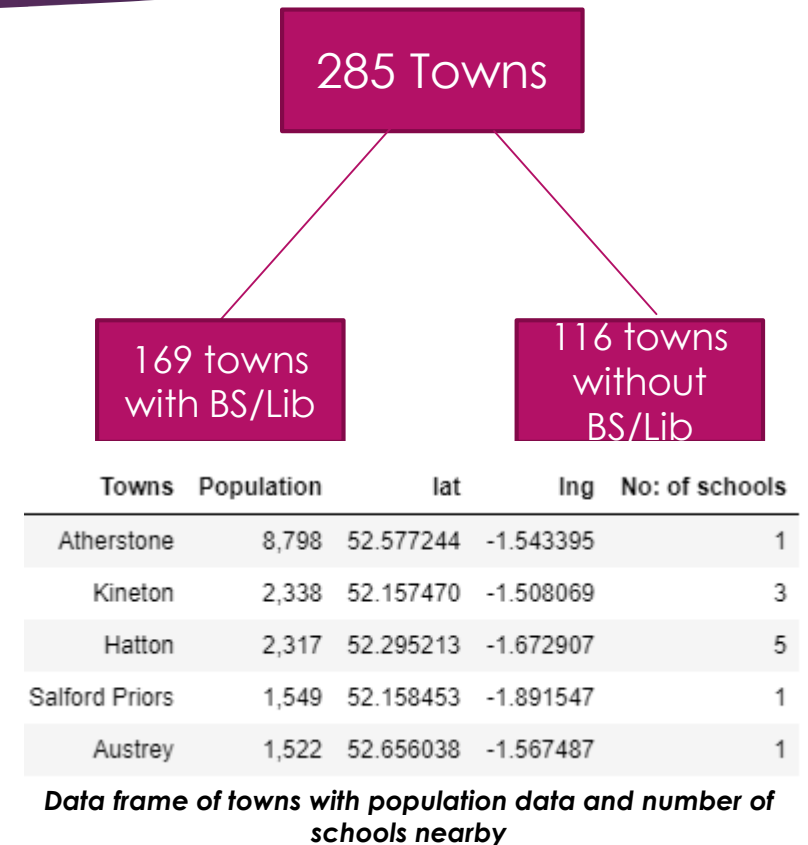 285 Towns
169 towns
with BS/Lib
116 towns
without
BS/Lib
Towns Population lat lng No: of schools
Atherstone 8,798 52.577244 -1.543395 1
Kineton 2,338 52.157470 -1.508069 3
Hatton 2,317 52.295213 -1.672907 5
Salford Priors 1,549 52.158453 -1.891547 1
Austrey 1,522 52.656038 -1.567487 1
Data frame of towns with population data and number of
schools nearby